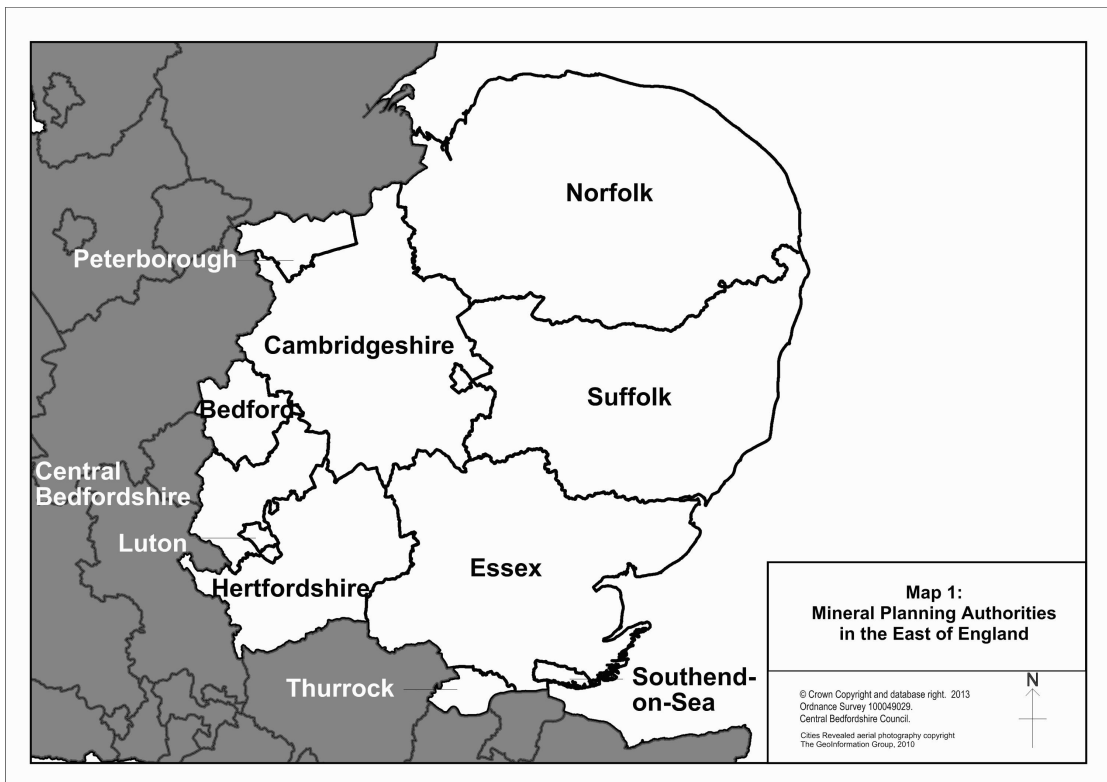 Norfolk
Peterborough
Cambridgeshire
Suffolk
Bedford
Central
Bedfordshire
Luton
Essex
Hertfordshire
Thurrock
Southend-
on-Sea
Map 1:
Mineral Planning Authorities
in the East of England
© Crown Copyright and database right. 2013
Ordnance Survey 100049029.
Central Bedfordshire Council.
Cities Revealed aerial photography copyright
The GeoInformation Group, 2010
N